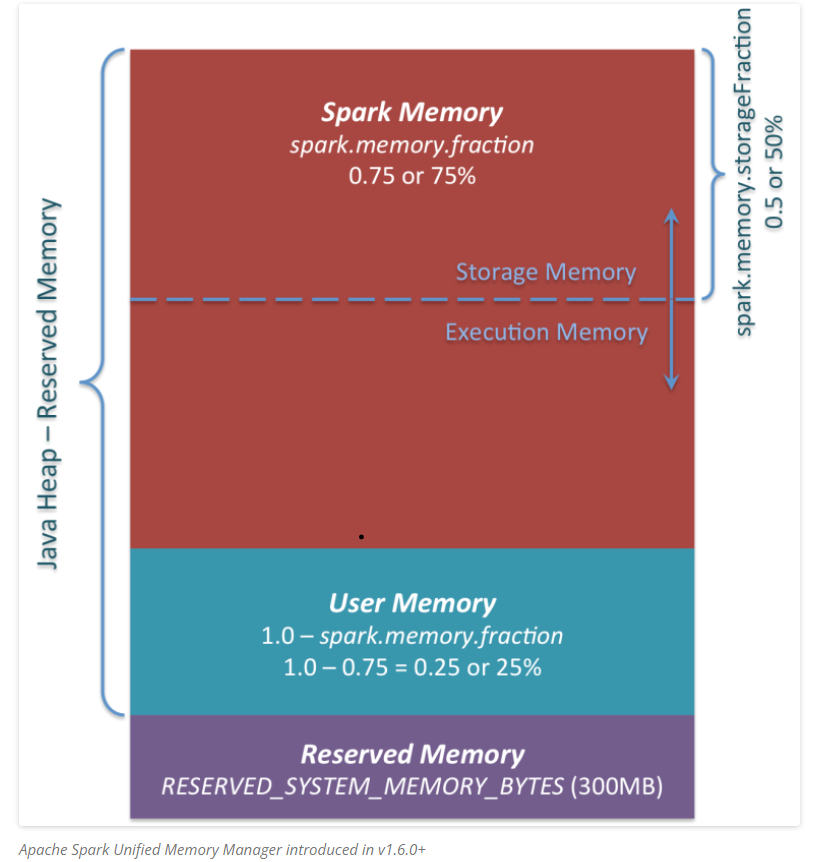 Spark Memory
spark.memory.fraction
0.75 or 75%
Storage Memory
Execution Memory
User Memory
1.0 – spark.memory.fraction
1.0 – 0.75 = 0.25 or 25%
Reserved Memory
RESERVED_SYSTEM_MEMORY_BYTES (300MB)
Java Heap – Reserved Memory
spark.memory.storageFraction
0.5 or 50%
Apache Spark Unified Memory Manager introduced in v1.6.0+